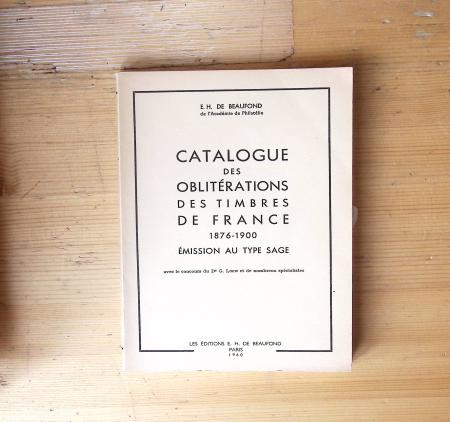 E. H. DE BEAUFOND
de l'Académie de Philatélie
CATALOGUE
DES
OBLITÉRATIONS
DES TIMBRES
DE FRANCE
1876-1900
ÉMISSION AU TYPE SAGE
avec le concours du Dr G. Lauw et de nombreux spécialistes
LES ÉDITIONS E. H. DE BEAUFOND
PARIS
1960